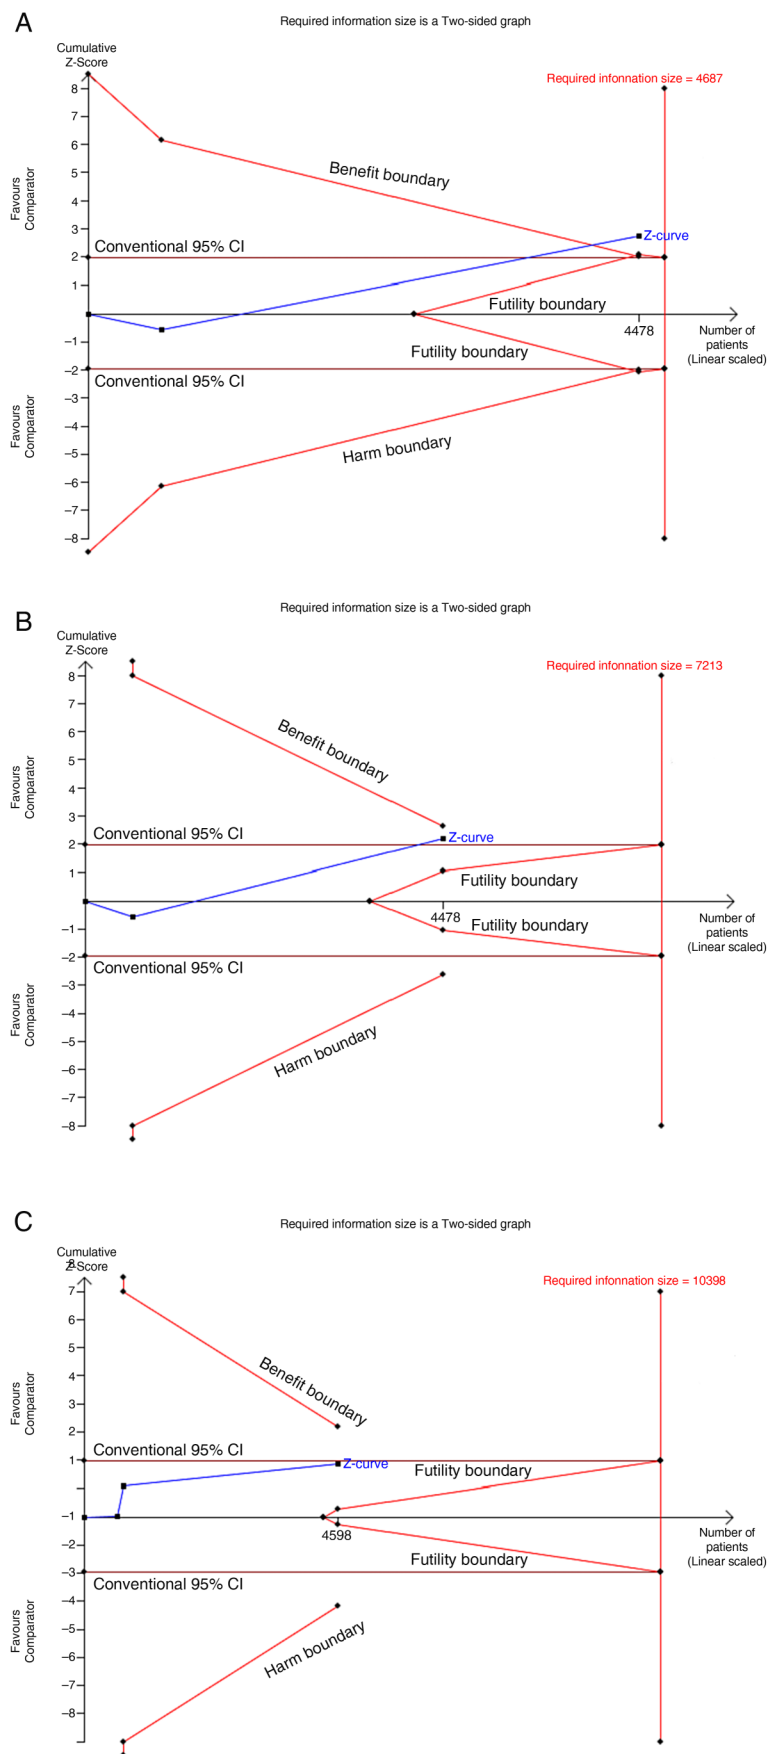 A
Required information size is a Two-sided graph
Cumulative
Z-Score
Required infonnation size = 4687
8
7
6
5
4
3
2
1
–1
–2
–3
–4
–5
–6
–7
–8
Favours
Comparator
Favours
Comparator
Benefit boundary
Z-curve
Conventional 95% CI
Futility boundary
4478
Number of
patients
(Linear scaled)
Futility boundary
Conventional 95% CI
Harm boundary
B
Required information size is a Two-sided graph
Cumulative
Z-Score
Required infonnation size = 7213
8
7
6
5
4
3
2
1
–1
–2
–3
–4
–5
–6
–7
–8
Favours
Comparator
Favours
Comparator
Benefit boundary
Conventional 95% CI
Z-curve
Futility boundary
4478
Number of
patients
(Linear scaled)
Futility boundary
Conventional 95% CI
Harm boundary
C
Required information size is a Two-sided graph
Cumulative
Z-Score
Required infonnation size = 10398
8
7
6
5
4
3
2
1
–1
–2
–3
–4
–5
–6
–7
–8
Favours
Comparator
Favours
Comparator
Benefit boundary
Conventional 95% CI
Z-curve
Futility boundary
4598
Number of
patients
(Linear scaled)
Futility boundary
Conventional 95% CI
Harm boundary